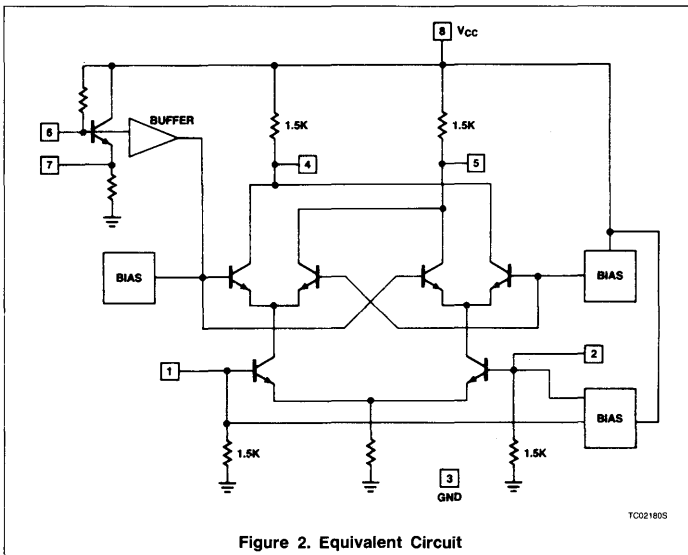 8 VCC
BUFFER
6
1.5K
1.5K
7
4
5
BIAS
BIAS
1
2
BIAS
1.5K
3
1.5K
GND
TC02180S
Figure 2. Equivalent Circuit